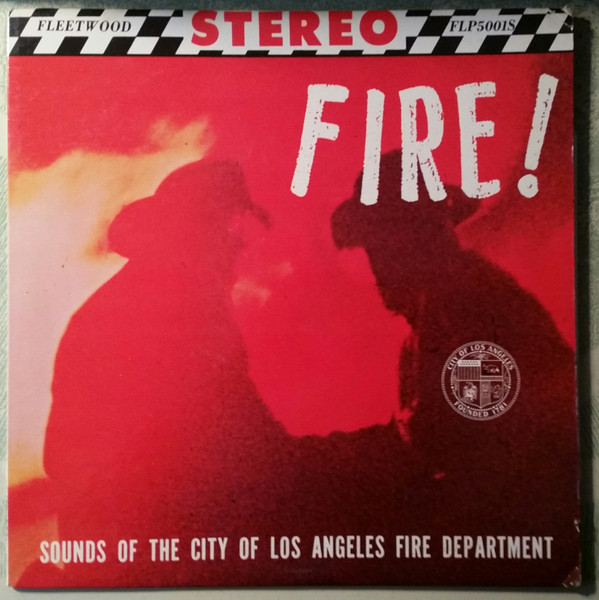 FLEETWOOD
STEREO
FLP5001S
FIRE!
CITY OF LOS ANGELES
FOUNDED 1781
SOUNDS OF THE CITY OF LOS ANGELES FIRE DEPARTMENT